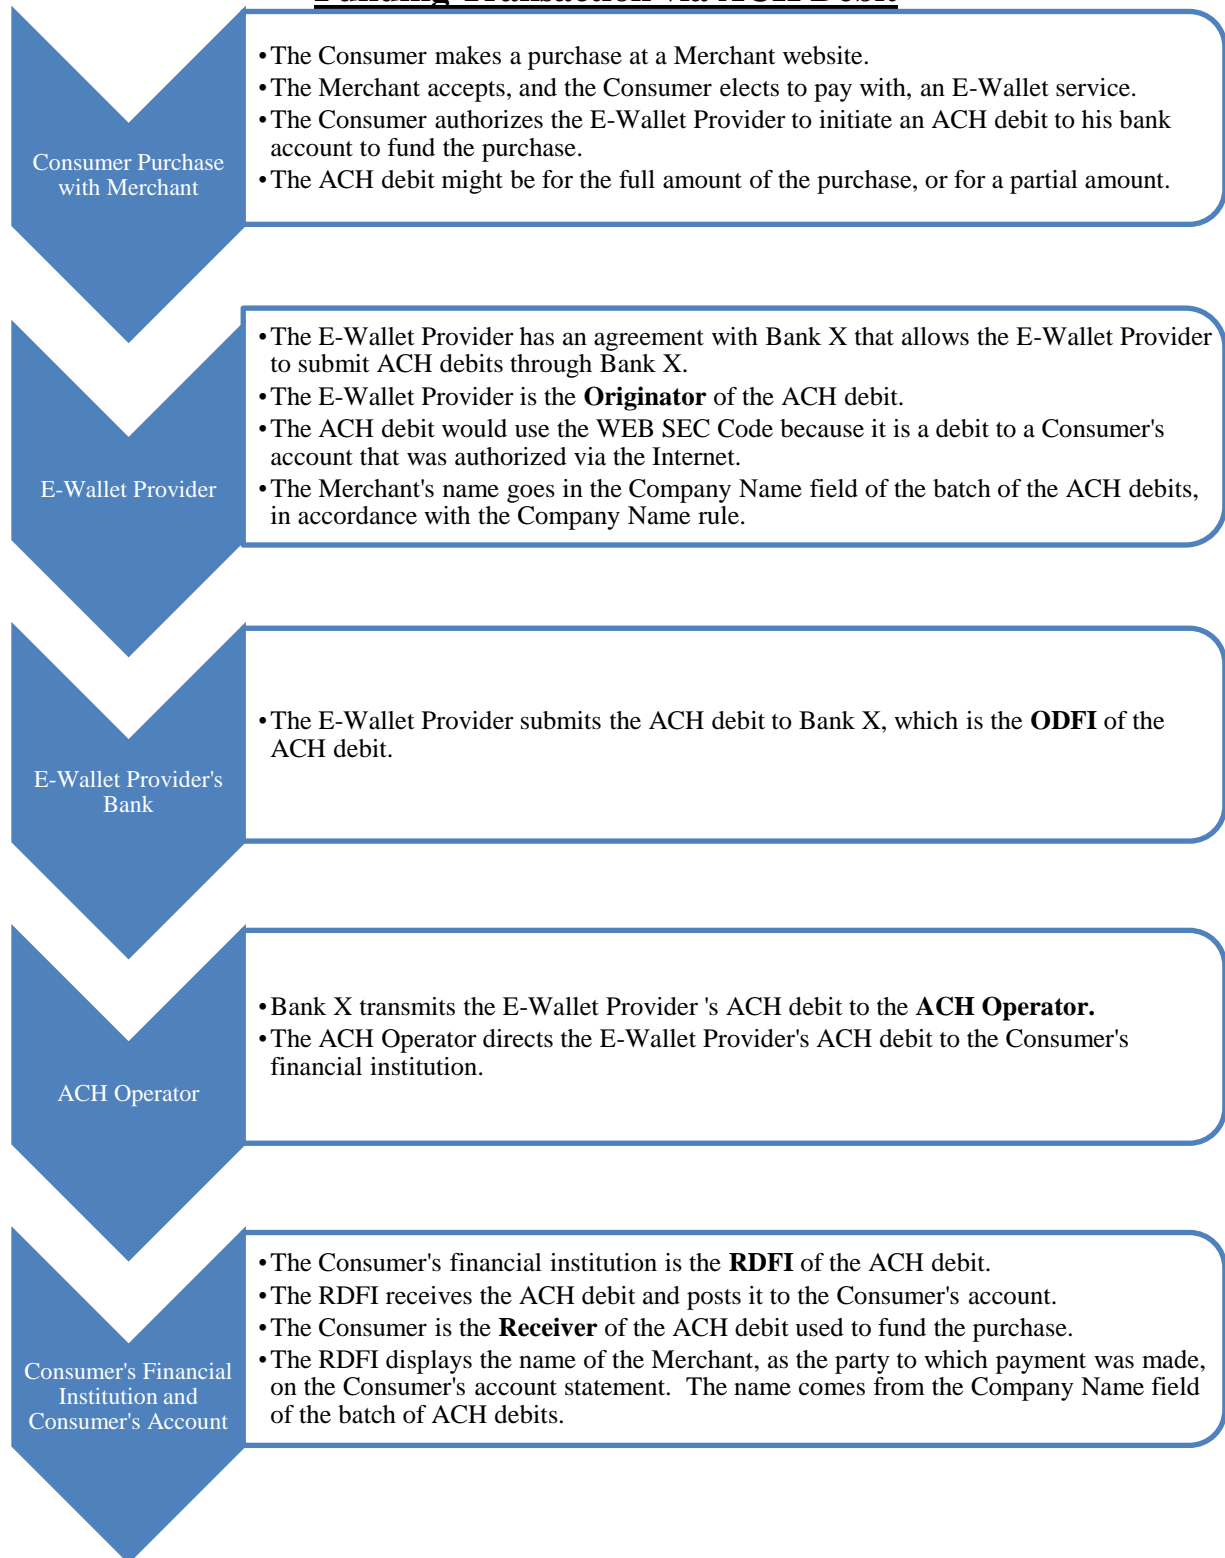 Funding Transaction via ACH Debit
•The Consumer makes a purchase at a Merchant website.
•The Merchant accepts, and the Consumer elects to pay with, an E-Wallet service.
•The Consumer authorizes the E-Wallet Provider to initiate an ACH debit to his bank
account to fund the purchase.
•The ACH debit might be for the full amount of the purchase, or for a partial amount.
Consumer Purchase
with Merchant
•The E-Wallet Provider has an agreement with Bank X that allows the E-Wallet Provider
to submit ACH debits through Bank X.
•The E-Wallet Provider is the Originator of the ACH debit.
•The ACH debit would use the WEB SEC Code because it is a debit to a Consumer's
account that was authorized via the Internet.
•The Merchant's name goes in the Company Name field of the batch of the ACH debits,
in accordance with the Company Name rule.
E-Wallet Provider
•The E-Wallet Provider submits the ACH debit to Bank X, which is the ODFI of the
ACH debit.
E-Wallet Provider's
Bank
•Bank X transmits the E-Wallet Provider 's ACH debit to the ACH Operator.
•The ACH Operator directs the E-Wallet Provider's ACH debit to the Consumer's
financial institution.
ACH Operator
•The Consumer's financial institution is the RDFI of the ACH debit.
•The RDFI receives the ACH debit and posts it to the Consumer's account.
•The Consumer is the Receiver of the ACH debit used to fund the purchase.
•The RDFI displays the name of the Merchant, as the party to which payment was made,
on the Consumer's account statement.  The name comes from the Company Name field
of the batch of ACH debits.
Consumer's Financial
Institution and
Consumer's Account